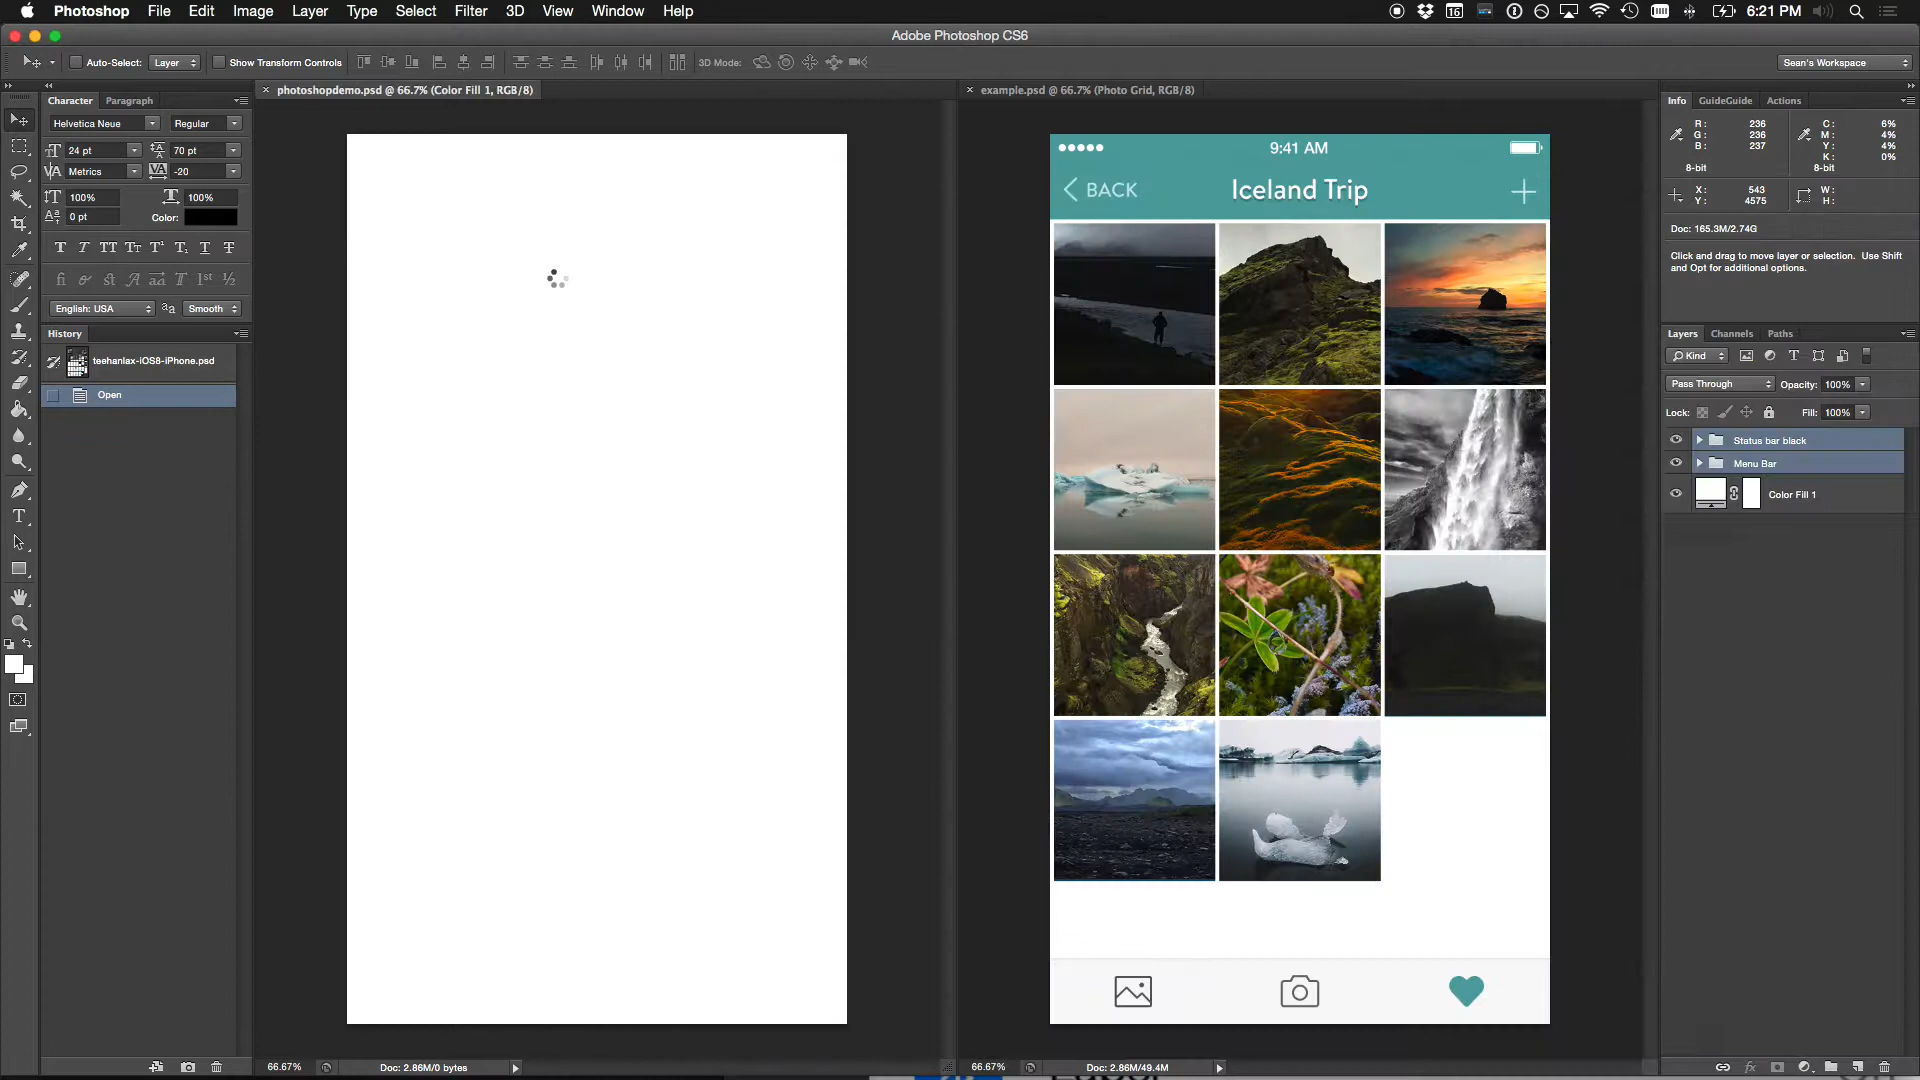 Photoshop File Edit Image Layer Type Select Filter 3D View Window Help
16 6:21 PM
Adobe Photoshop CS6
Auto-Select: Layer Show Transform Controls 3D Mode: Sean's Workspace
Character Paragraph
Helvetica Neue Regular
24 pt 70 pt
Metrics -20
100% 100%
0 pt Color:
English: USA Smooth
History
teehanlax-iOS8-iPhone.psd
Open
photoshopdemo.psd @ 66.7% (Color Fill 1, RGB/8)
66.67% Doc: 2.86M/0 bytes
example.psd @ 66.7% (Photo Grid, RGB/8)
9:41 AM
BACK Iceland Trip
66.67% Doc: 2.86M/49.4M
Info GuideGuide Actions
R: 236 C: 6%
G: 236 M: 4%
B: 237 Y: 4%
K: 0%
8-bit 8-bit
X: 543 W:
Y: 4575 H:
Doc: 165.3M/2.74G
Click and drag to move layer or selection. Use Shift
and Opt for additional options.
Layers Channels Paths
Kind
Pass Through Opacity: 100%
Lock: Fill: 100%
Status bar black
Menu Bar
Color Fill 1